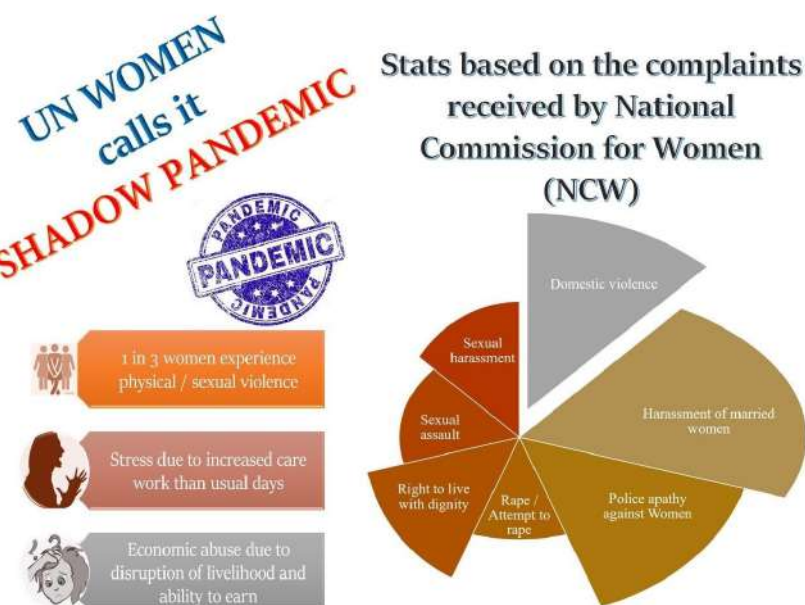 UN WOMEN
calls it
SHADOW PANDEMIC
PANDEMIC
PANDEMIC
PANDEMIC
1 in 3 women experience
physical / sexual violence
Stress due to increased care
work than usual days
Economic abuse due to
disruption of livelihood and
ability to earn
Stats based on the complaints
received by National
Commission for Women
(NCW)
Domestic violence
Harassment of married
women
Police apathy
against Women
Rape /
Attempt to
rape
Right to live
with dignity
Sexual
assault
Sexual
harassment